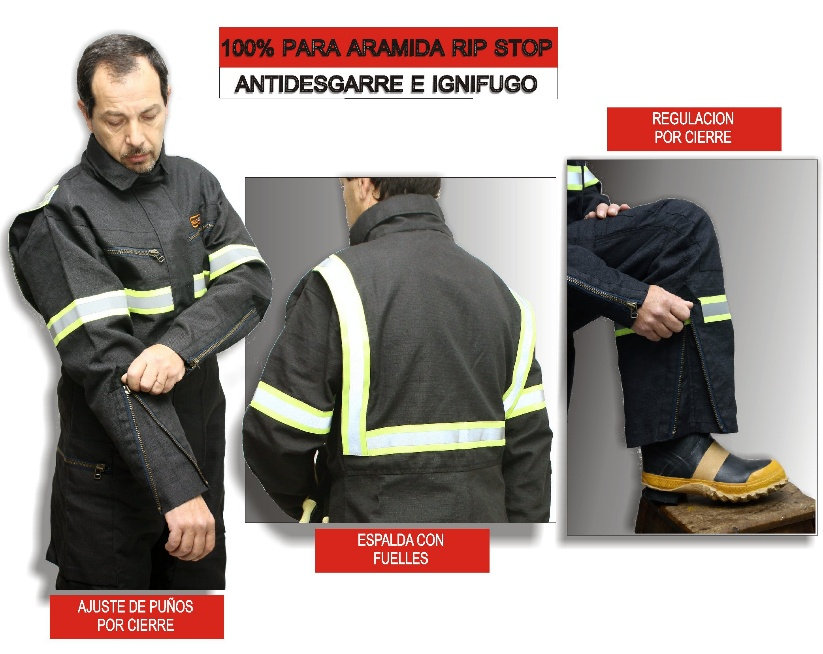 100% PARA ARAMIDA RIP STOP
ANTIDESGARRE E IGNIFUGO
REGULACION
POR CIERRE
ESPALDA CON
FUELLES
AJUSTE DE PUÑOS
POR CIERRE